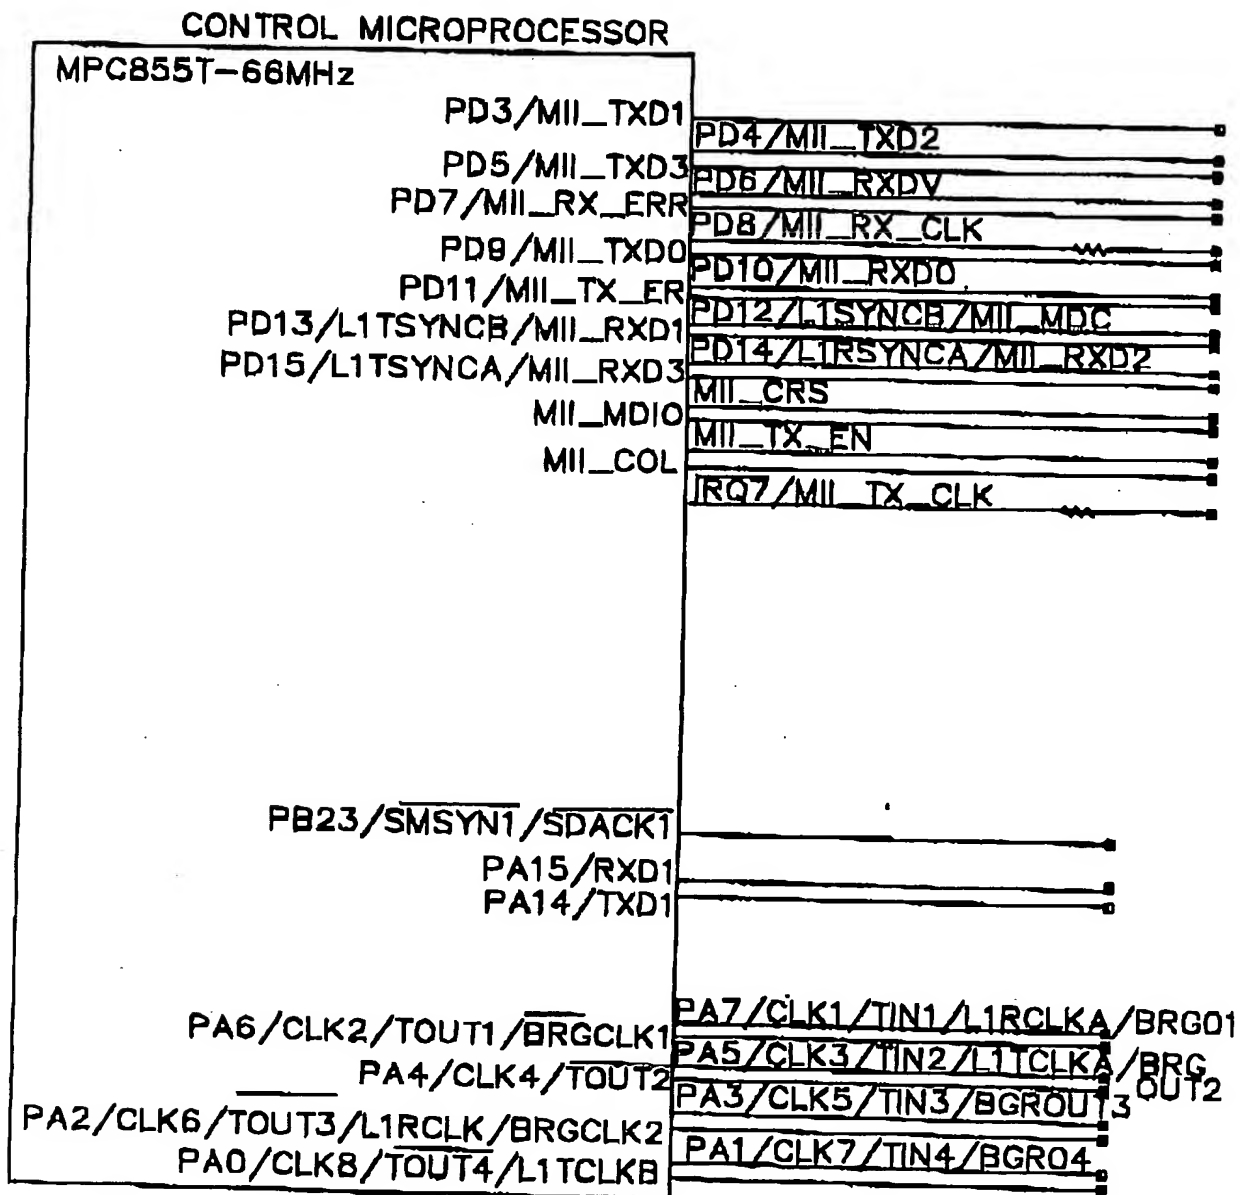 CONTROL MICROPROCESSOR
MPC855T-66MHz
PD3/MII_TXD1
PD4/MII_TXD2
PD5/MII_TXD3
PD6/MII_RXDV
PD7/MII_RX_ERR
PD8/MII_RX_CLK
PD9/MII_TXD0
PD10/MII_RXD0
PD11/MII_TX_ER
PD12/L1SYNCB/MII_MDC
PD13/L1TSYNCB/MII_RXD1
PD14/L1RSYNCA/MII_RXD2
PD15/L1TSYNCA/MII_RXD3
MII_CRS
MII_MDIO
MII_TX_EN
MII_COL
IRQ7/MII_TX_CLK
PB23/SMSYN1/SDACK1
PA15/RXD1
PA14/TXD1
PA7/CLK1/TIN1/L1RCLKA/BRGO1
PA6/CLK2/TOUT1/BRGCLK1
PA5/CLK3/TIN2/L1TCLKA/BRG
OUT2
PA4/CLK4/TOUT2
PA3/CLK5/TIN3/BGROUT3
PA2/CLK6/TOUT3/L1RCLK/BRGCLK2
PA1/CLK7/TIN4/BGRO4
PA0/CLK8/TOUT4/L1TCLKB